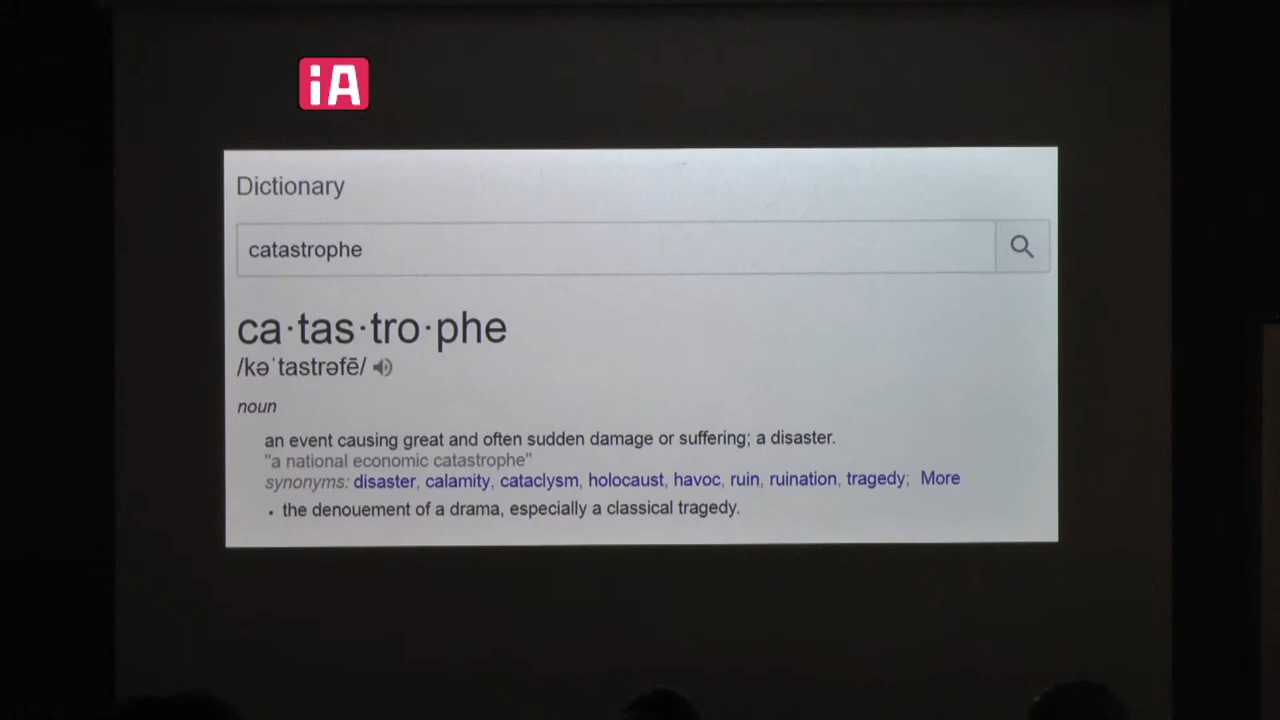 iA
Dictionary
catastrophe
ca·tas·tro·phe
/kəˈtastrəfē/
noun
an event causing great and often sudden damage or suffering; a disaster.
"a national economic catastrophe"
synonyms: disaster, calamity, cataclysm, holocaust, havoc, ruin, ruination, tragedy; More
• the denouement of a drama, especially a classical tragedy.